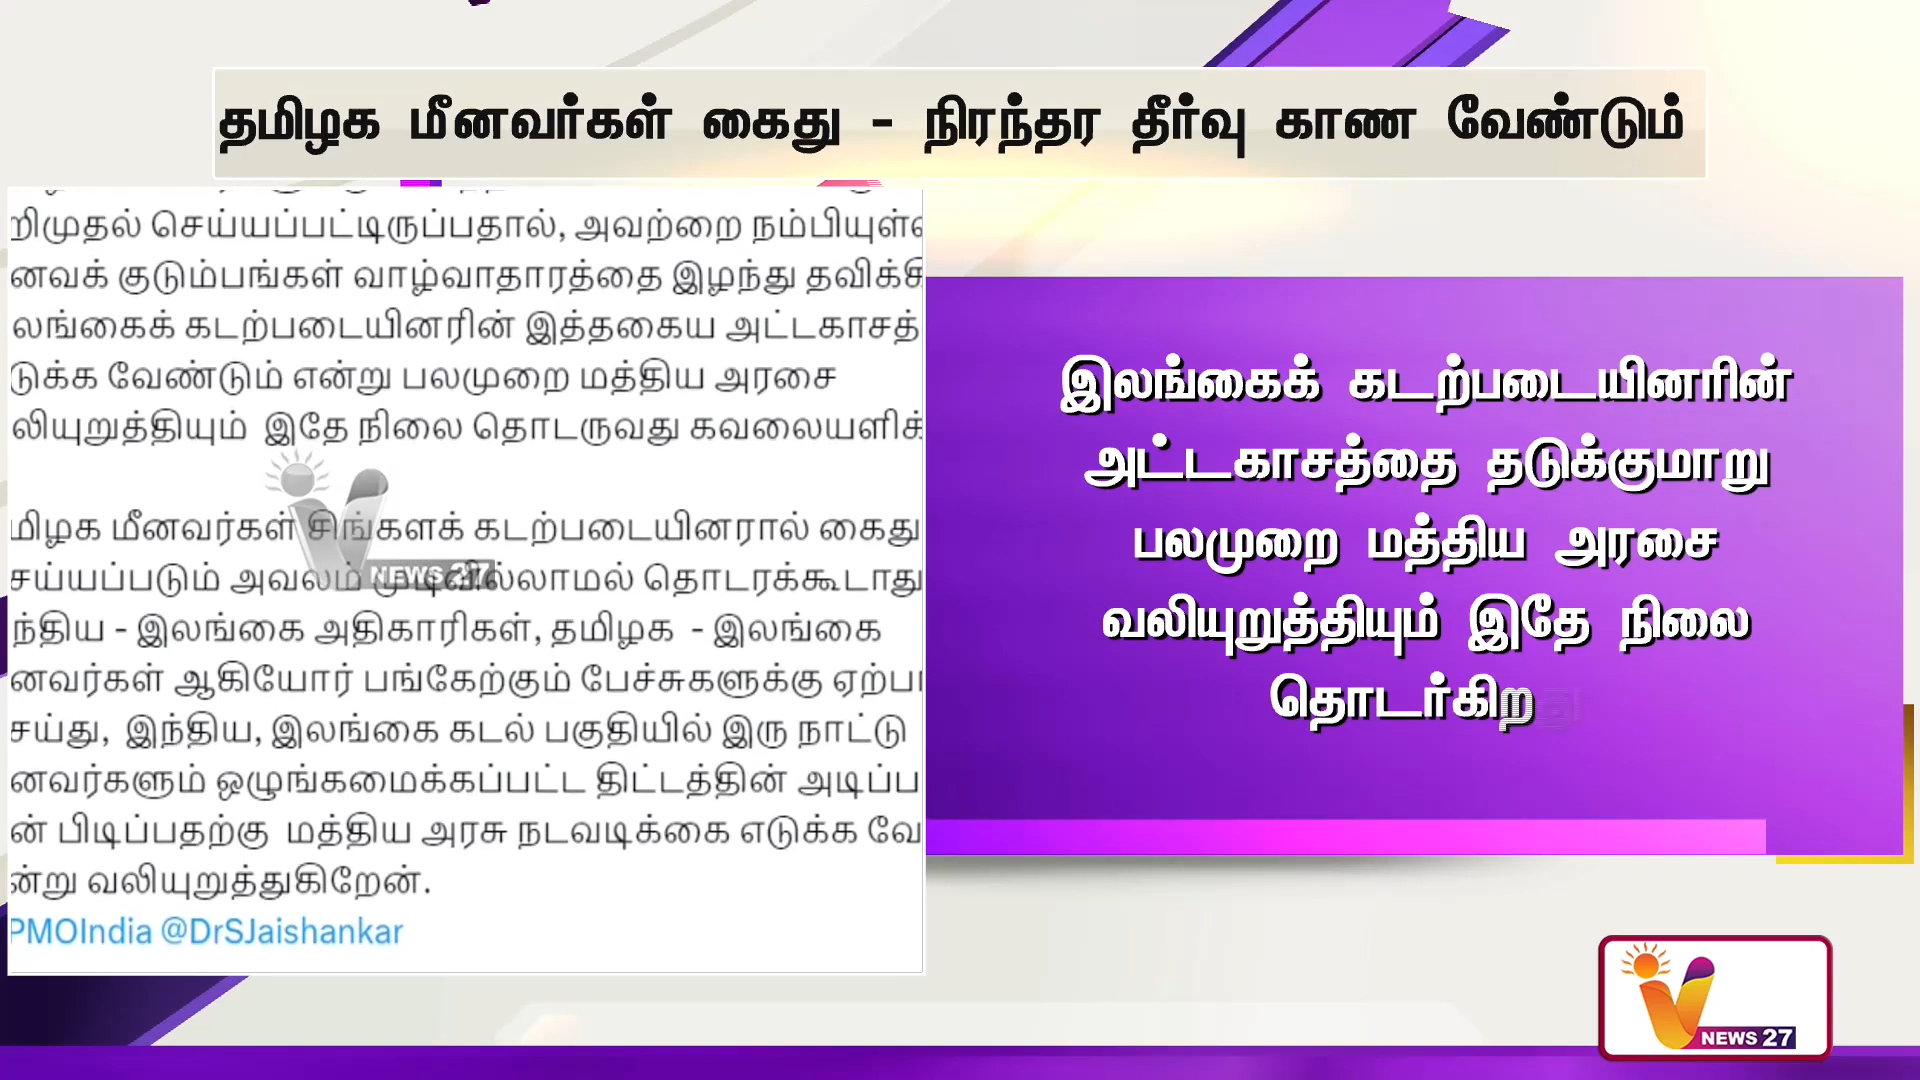 தமிழக மீனவர்கள் கைது - நிரந்தர தீர்வு காண வேண்டும்
றிமுதல் செய்யப்பட்டிருப்பதால், அவற்றை நம்பியுள்ள
னவக் குடும்பங்கள் வாழ்வாதாரத்தை இழந்து தவிக்கி
லங்கைக் கடற்படையினரின் இத்தகைய அட்டகாசத்
டுக்க வேண்டும் என்று பலமுறை மத்திய அரசை
லியுறுத்தியும் இதே நிலை தொடருவது கவலையளிக்
மிழக மீனவர்கள் சிங்களக் கடற்படையினரால் கைது
சய்யப்படும் அவலம் முடிவில்லாமல் தொடரக்கூடாது
ந்திய - இலங்கை அதிகாரிகள், தமிழக - இலங்கை
னவர்கள் ஆகியோர் பங்கேற்கும் பேச்சுகளுக்கு ஏற்பா
சய்து, இந்திய, இலங்கை கடல் பகுதியில் இரு நாட்டு
னவர்களும் ஒழுங்கமைக்கப்பட்ட திட்டத்தின் அடிப்ப
ன் பிடிப்பதற்கு மத்திய அரசு நடவடிக்கை எடுக்க வே
ன்று வலியுறுத்துகிறேன்.
PMOIndia @DrSJaishankar
NEWS 27
இலங்கைக் கடற்படையினரின்
அட்டகாசத்தை தடுக்குமாறு
பலமுறை மத்திய அரசை
வலியுறுத்தியும் இதே நிலை
தொடர்கிறது
NEWS 27